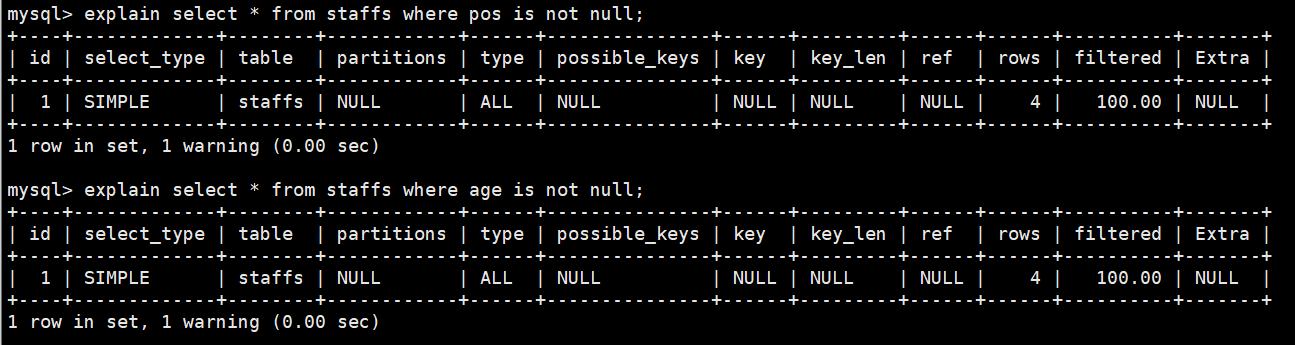 mysql> explain select * from staffs where pos is not null;
+----+-------------+--------+------------+------+---------------+------+---------+------+------+----------+-------+
| id | select_type | table  | partitions | type | possible_keys | key  | key_len | ref  | rows | filtered | Extra |
+----+-------------+--------+------------+------+---------------+------+---------+------+------+----------+-------+
|  1 | SIMPLE      | staffs | NULL       | ALL  | NULL          | NULL | NULL    | NULL |    4 |   100.00 | NULL  |
+----+-------------+--------+------------+------+---------------+------+---------+------+------+----------+-------+
1 row in set, 1 warning (0.00 sec)

mysql> explain select * from staffs where age is not null;
+----+-------------+--------+------------+------+---------------+------+---------+------+------+----------+-------+
| id | select_type | table  | partitions | type | possible_keys | key  | key_len | ref  | rows | filtered | Extra |
+----+-------------+--------+------------+------+---------------+------+---------+------+------+----------+-------+
|  1 | SIMPLE      | staffs | NULL       | ALL  | NULL          | NULL | NULL    | NULL |    4 |   100.00 | NULL  |
+----+-------------+--------+------------+------+---------------+------+---------+------+------+----------+-------+
1 row in set, 1 warning (0.00 sec)